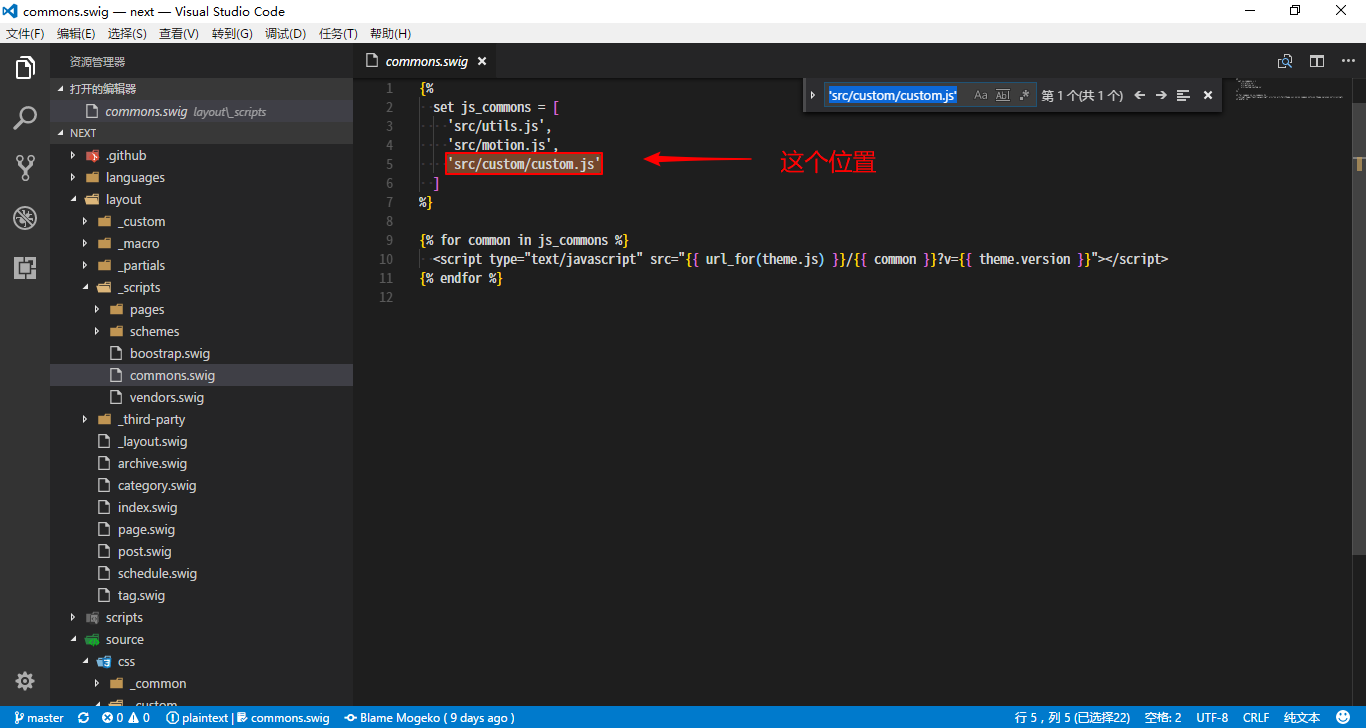 commons.swig — next — Visual Studio Code
文件(F) 编辑(E) 选择(S) 查看(V) 转到(G) 调试(D) 任务(T) 帮助(H)
资源管理器
打开的编辑器
commons.swig layout\_scripts
NEXT
.github
languages
layout
_custom
_macro
_partials
_scripts
pages
schemes
boostrap.swig
commons.swig
vendors.swig
_third-party
_layout.swig
archive.swig
category.swig
index.swig
page.swig
post.swig
schedule.swig
tag.swig
scripts
source
css
_common
_custom
commons.swig
'src/custom/custom.js' Aa Abl .* 第 1 个(共 1 个)
1 {%
2 set js_commons = [
3 'src/utils.js',
4 'src/motion.js',
5 'src/custom/custom.js'
这个位置
6 ]
7 %}
8
9 {% for common in js_commons %}
10 <script type="text/javascript" src="{{ url_for(theme.js) }}/{{ common }}?v={{ theme.version }}"></script>
11 {% endfor %}
12
master 0 0 plaintext | commons.swig Blame Mogeko ( 9 days ago ) 行 5，列 5 (已选择22) 空格: 2 UTF-8 CRLF 纯文本